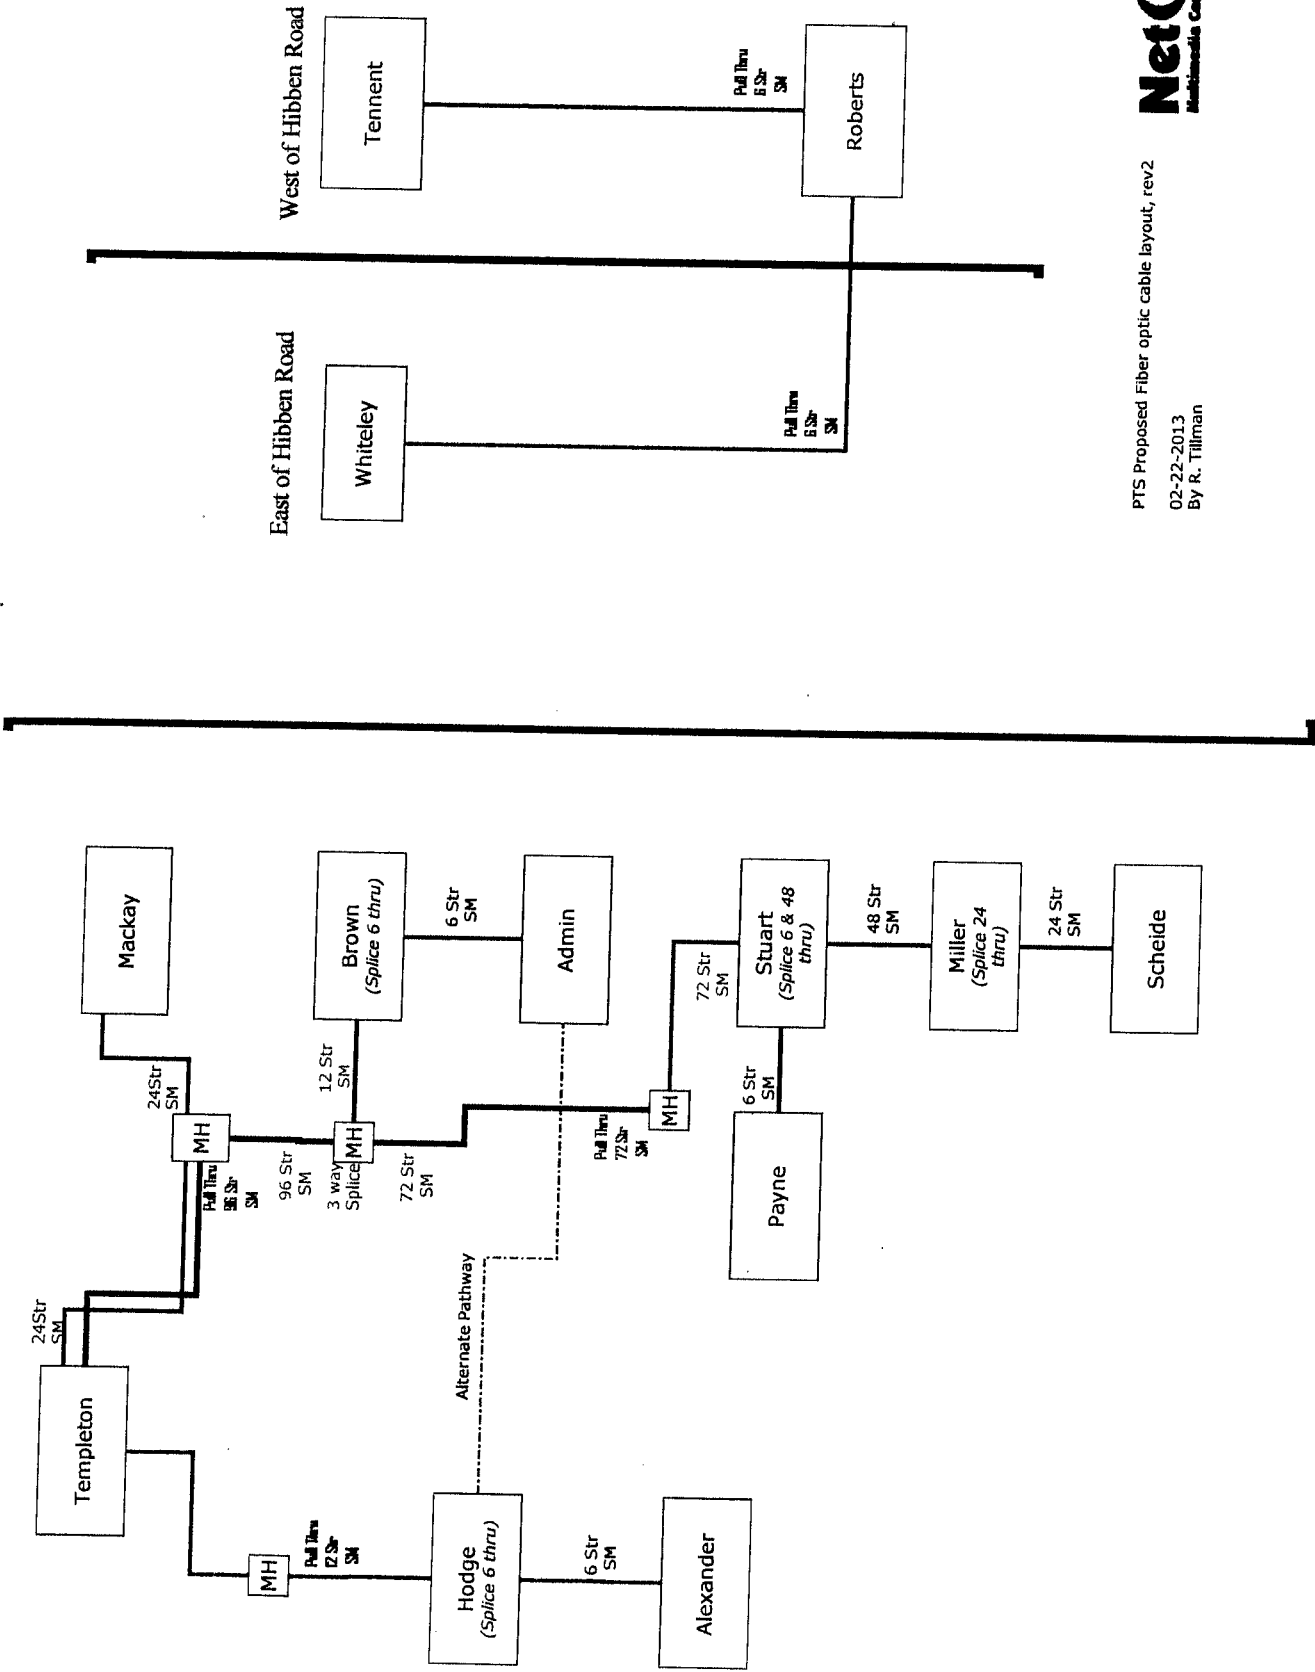 West of Hibben Road
Tennent
Pull Thru
6 Str
SM
Roberts
East of Hibben Road
Whiteley
Pull Thru
6 Str
SM
PTS Proposed Fiber optic cable layout, rev2
02-22-2013
By R. Tillman
Net
Mackay
24Str
SM
MH
Pull Thru
96 Str
SM
24Str
SM
Templeton
96 Str
SM
3 way
Splice
MH
12 Str
SM
Brown
(Splice 6 thru)
6 Str
SM
Admin
72 Str
SM
Pull Thru
72 Str
SM
MH
72 Str
SM
Stuart
(Splice 6 & 48
thru)
6 Str
SM
Payne
48 Str
SM
Miller
(Splice 24
thru)
24 Str
SM
Scheide
Alternate Pathway
MH
Pull Thru
12 Str
SM
Hodge
(Splice 6 thru)
6 Str
SM
Alexander